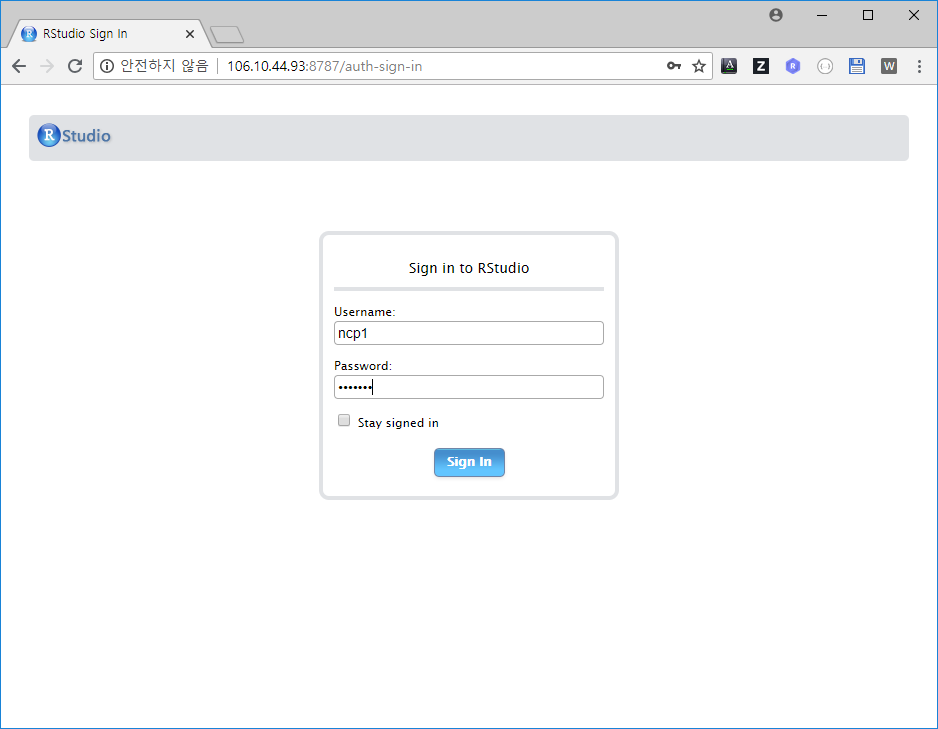 RStudio Sign In
안전하지 않음 106.10.44.93:8787/auth-sign-in
R Studio
Sign in to RStudio
Username:
ncp1
Password:
•••••••
Stay signed in
Sign In